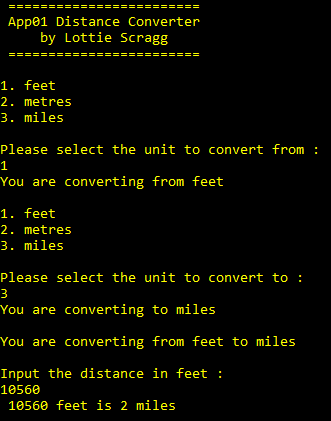 =========================
App01 Distance Converter
by Lottie Scragg
=========================
1. feet
2. metres
3. miles
Please select the unit to convert from :
1
You are converting from feet
1. feet
2. metres
3. miles
Please select the unit to convert to :
3
You are converting to miles
You are converting from feet to miles
Input the distance in feet :
10560
10560 feet is 2 miles